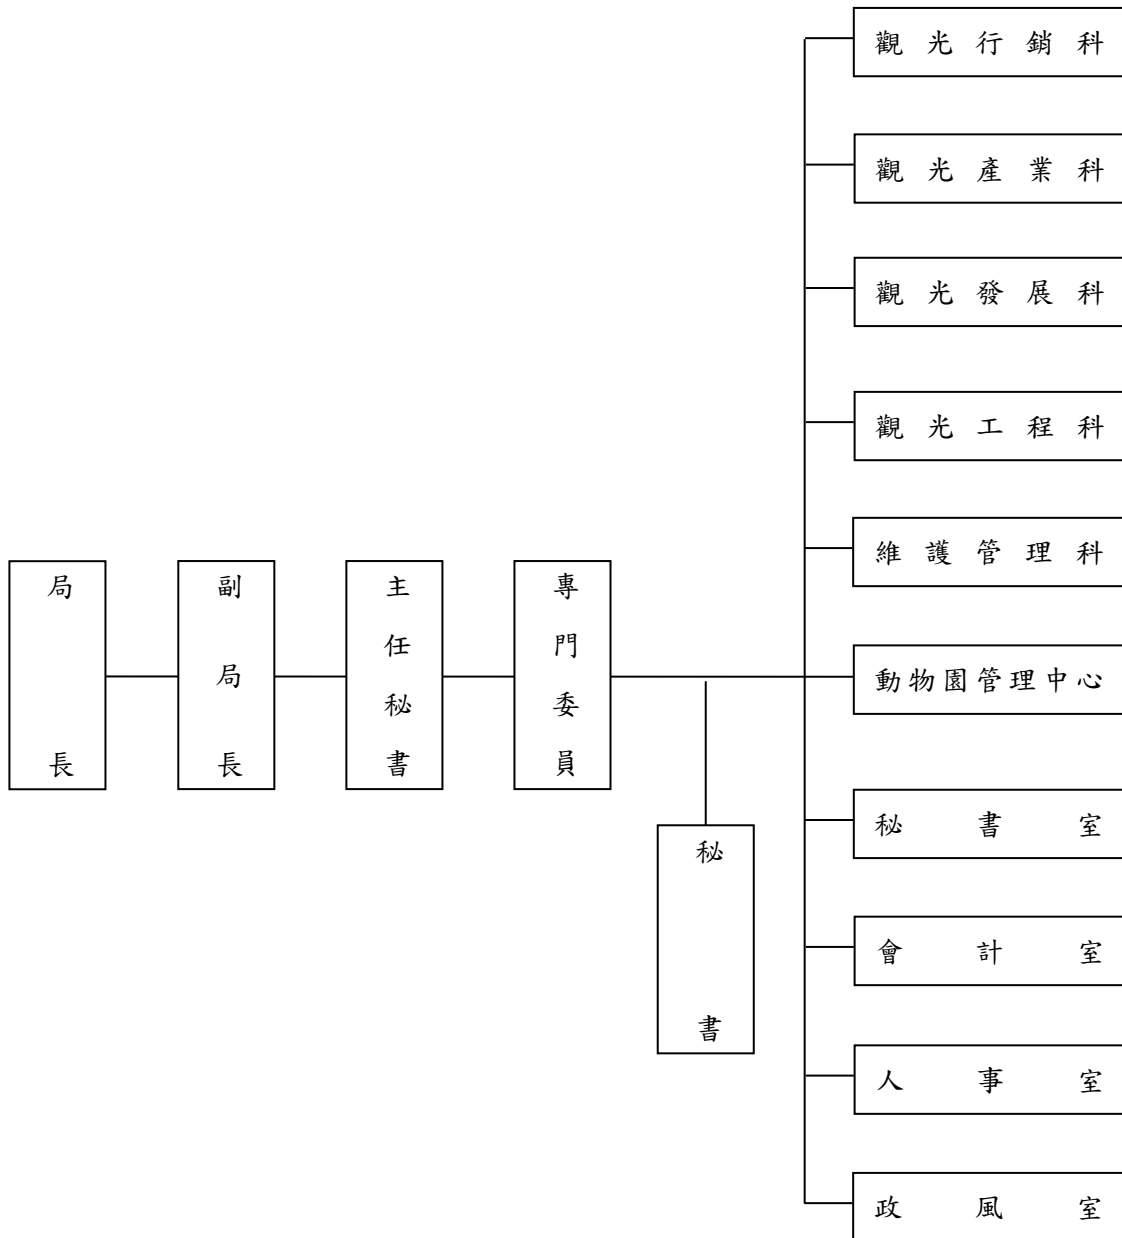 觀光行銷科
觀光產業科
觀光發展科
觀光工程科
維護管理科
局長
副局長
主任秘書
專門委員
動物園管理中心
秘書
秘書室
會計室
人事室
政風室